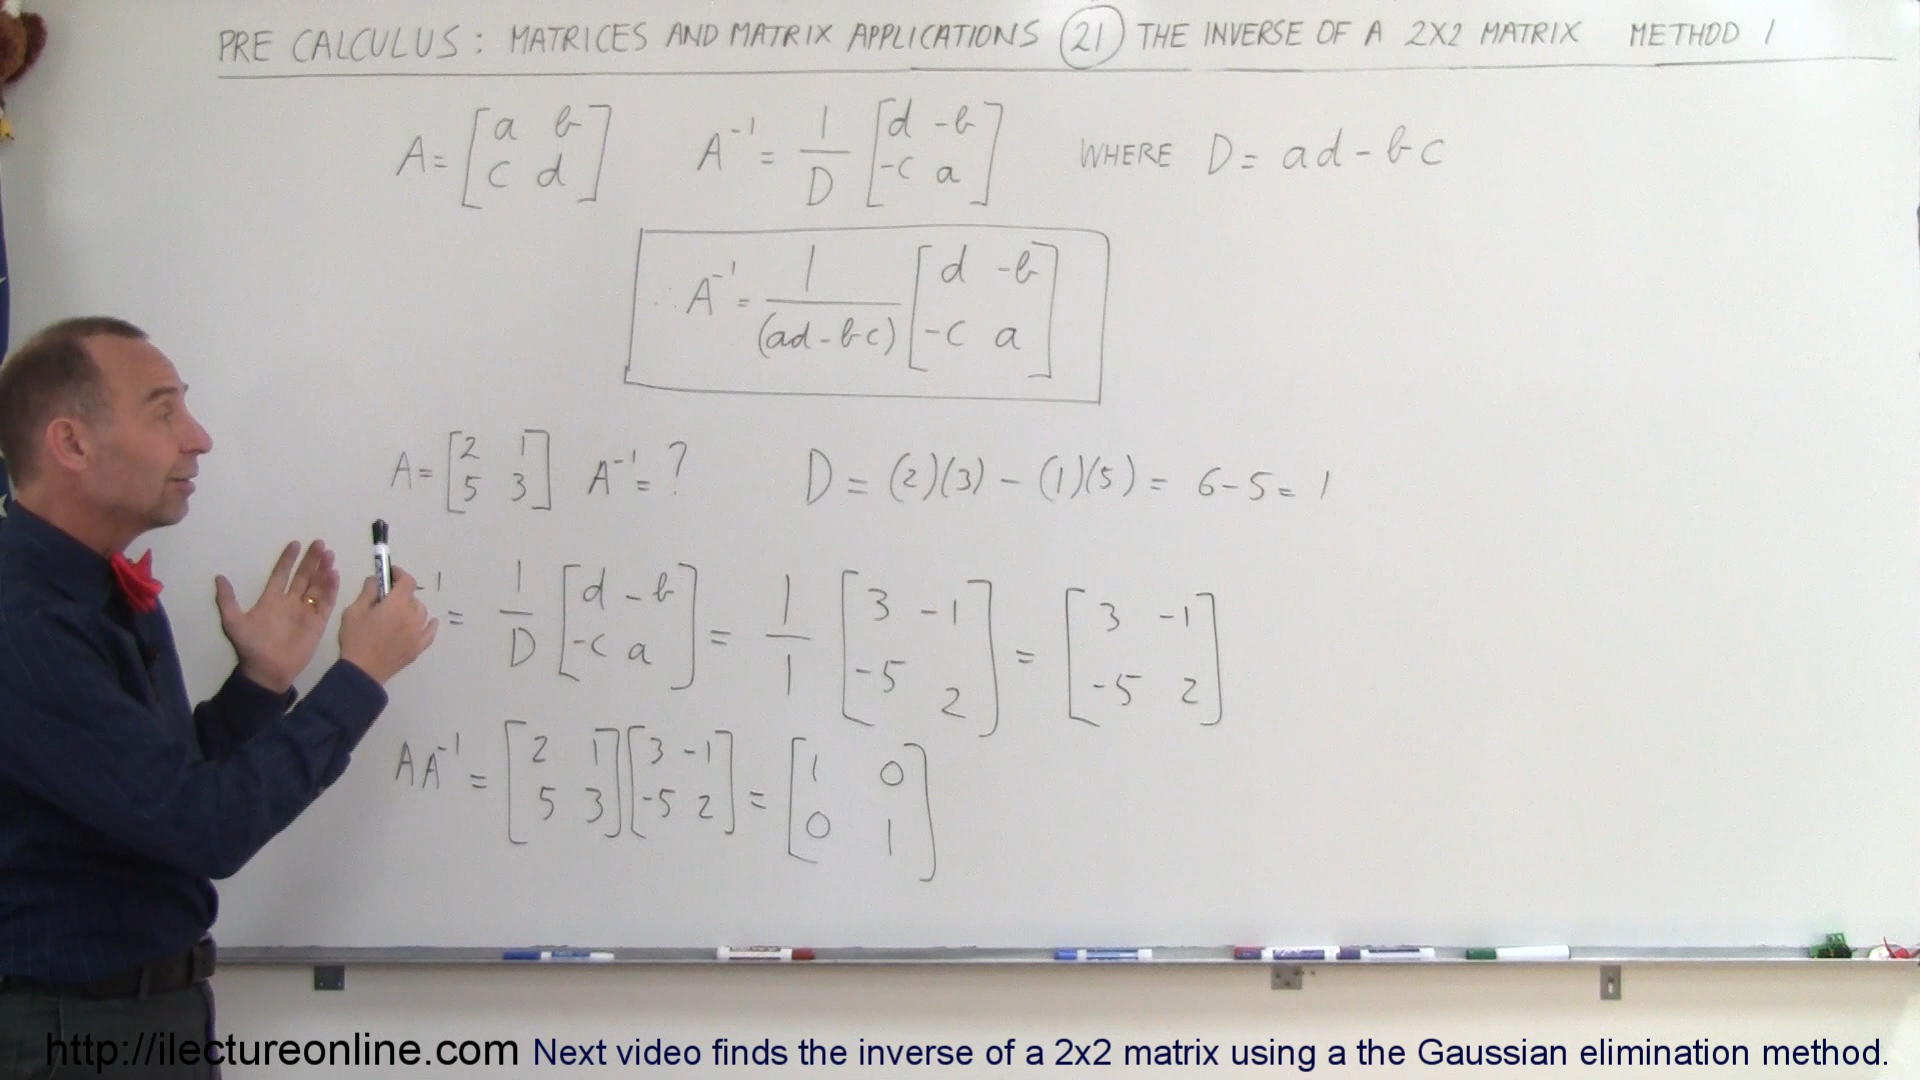 PRE CALCULUS: MATRICES AND MATRIX APPLICATIONS 21 THE INVERSE OF A 2X2 MATRIX METHOD 1
A = [a b; c d] A⁻¹ = 1/D [d -b; -c a] WHERE D = ad - bc
∴ A⁻¹ = 1/(ad - bc) [d -b; -c a]
A = [2 1; 5 3] A⁻¹ = ? D = (2)(3) - (1)(5) = 6 - 5 = 1
⁻¹ = 1/D [d -b; -c a] = 1/1 [3 -1; -5 2] = [3 -1; -5 2]
AA⁻¹ = [2 1; 5 3][3 -1; -5 2] = [1 0; 0 1]
http://ilectureonline.com Next video finds the inverse of a 2x2 matrix using a the Gaussian elimination method.